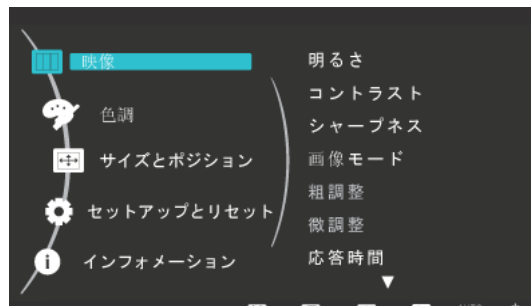 映像
色調
サイズとポジション
セットアップとリセット
インフォメーション
明るさ
コントラスト
シャープネス
画像モード
粗調整
微調整
応答時間